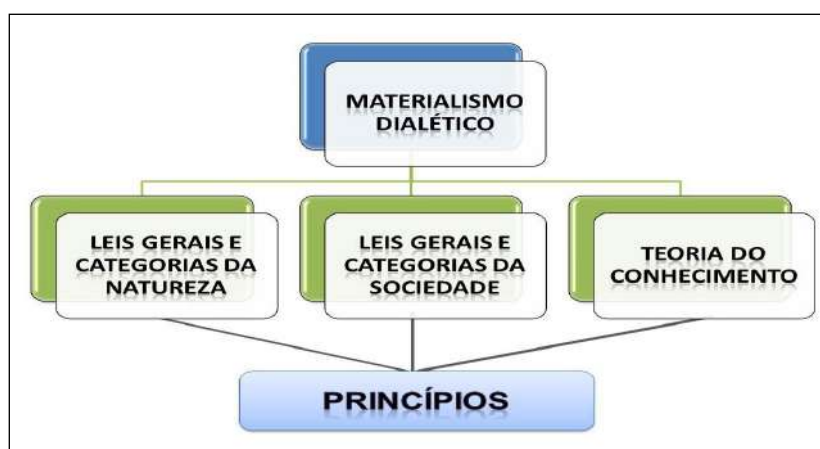 MATERIALISMO
DIALÉTICO
LEIS GERAIS E
CATEGORIAS DA
NATUREZA
LEIS GERAIS E
CATEGORIAS DA
SOCIEDADE
TEORIA DO
CONHECIMENTO
PRINCÍPIOS